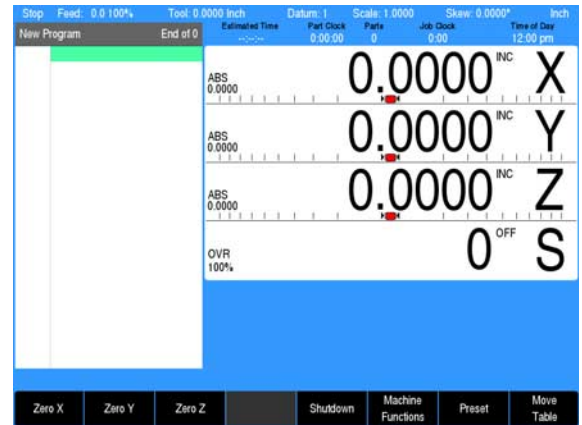 Stop Feed: 0.0 100% Tool: 0.0000 Inch Datum: 1 Scale: 1.0000 Skew: 0.0000° Inch
New Program End of 0
Estimated Time Part Clock Parts Job Clock Time of Day
--:--:-- 0:00:00 0 0:00 12:00 pm
ABS 0.0000 INC X
0.0000
ABS 0.0000 INC Y
0.0000
ABS 0.0000 INC Z
0.0000
OVR 0 OFF S
100%
Zero X Zero Y Zero Z Shutdown Machine Functions Preset Move Table